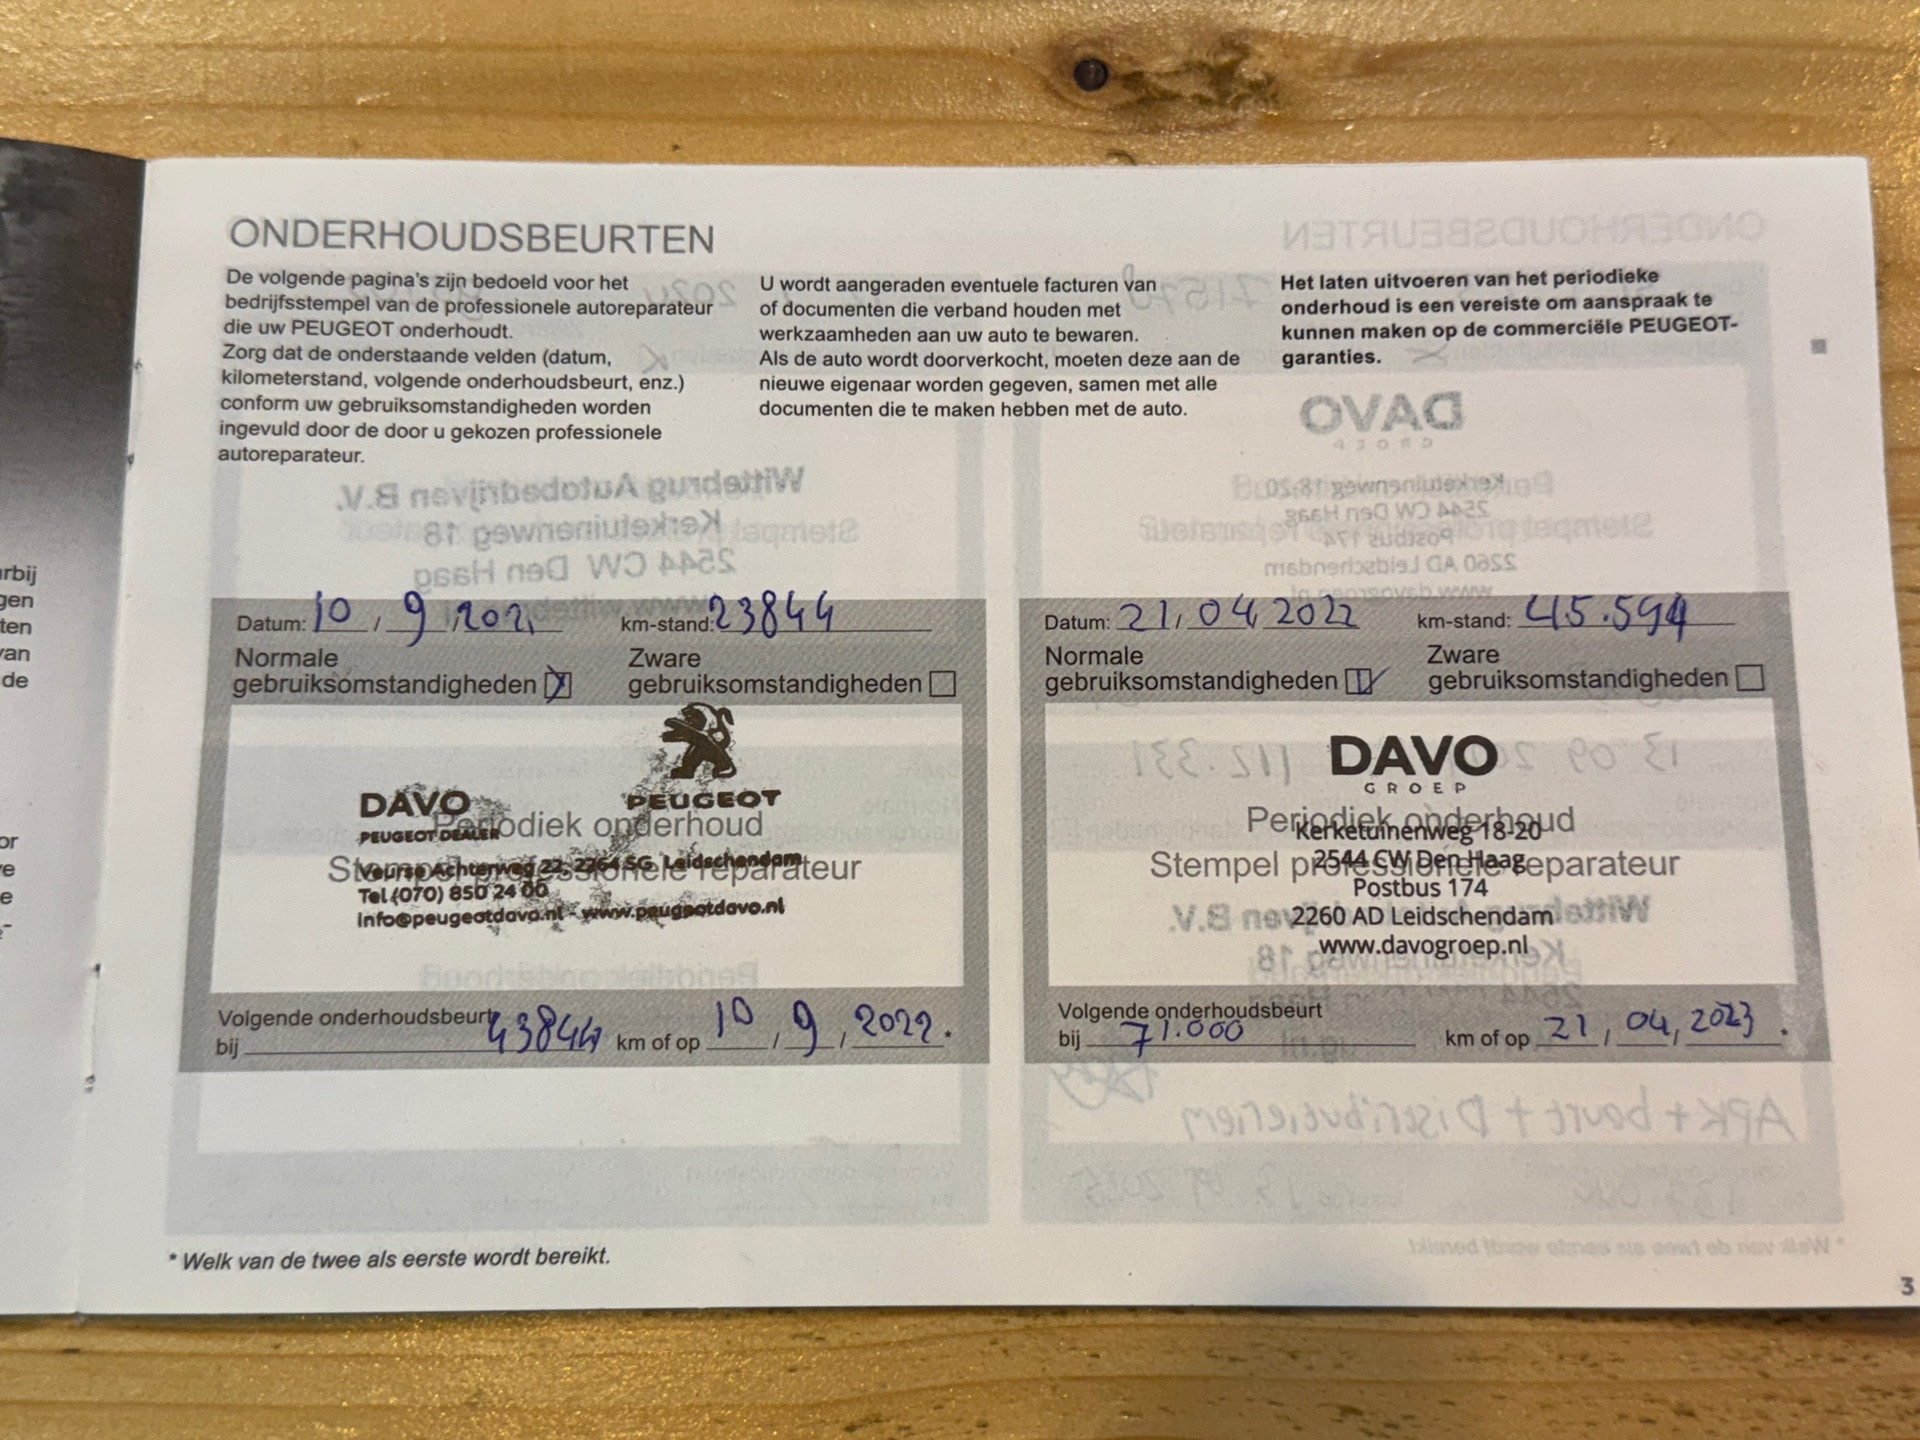 ONDERHOUDSBEURTEN
De volgende pagina's zijn bedoeld voor het
bedrijfsstempel van de professionele autoreparateur
die uw PEUGEOT onderhoudt.
Zorg dat de onderstaande velden (datum,
kilometerstand, volgende onderhoudsbeurt, enz.)
conform uw gebruiksomstandigheden worden
ingevuld door de door u gekozen professionele
autoreparateur.
U wordt aangeraden eventuele facturen van
of documenten die verband houden met
werkzaamheden aan uw auto te bewaren.
Als de auto wordt doorverkocht, moeten deze aan de
nieuwe eigenaar worden gegeven, samen met alle
documenten die te maken hebben met de auto.
Het laten uitvoeren van het periodieke
onderhoud is een vereiste om aanspraak te
kunnen maken op de commerciële PEUGEOT-
garanties.
Datum: 10 / 9 / 2021 km-stand: 23844
Normale
gebruiksomstandigheden
Zware
gebruiksomstandigheden
PEUGEOT
DAVO
PEUGEOT DEALER
Periodiek onderhoud
Stempel professionele reparateur
Veurse Achterweg 22, 2264 SG Leidschendam
Tel.(070) 850 24 00
info@peugeotdavo.nl - www.peugeotdavo.nl
Volgende onderhoudsbeurt
bij 43844 km of op 10 / 9 / 2022.
Datum: 21 / 04 / 2022 km-stand: 45.594
Normale
gebruiksomstandigheden
Zware
gebruiksomstandigheden
DAVO
GROEP
Periodiek onderhoud
Kerketuinenweg 18-20
Stempel professionele reparateur
2544 CW Den Haag
Postbus 174
2260 AD Leidschendam
www.davogroep.nl
Volgende onderhoudsbeurt
bij 71.000 km of op 21 / 04 / 2023.
* Welk van de twee als eerste wordt bereikt.
3